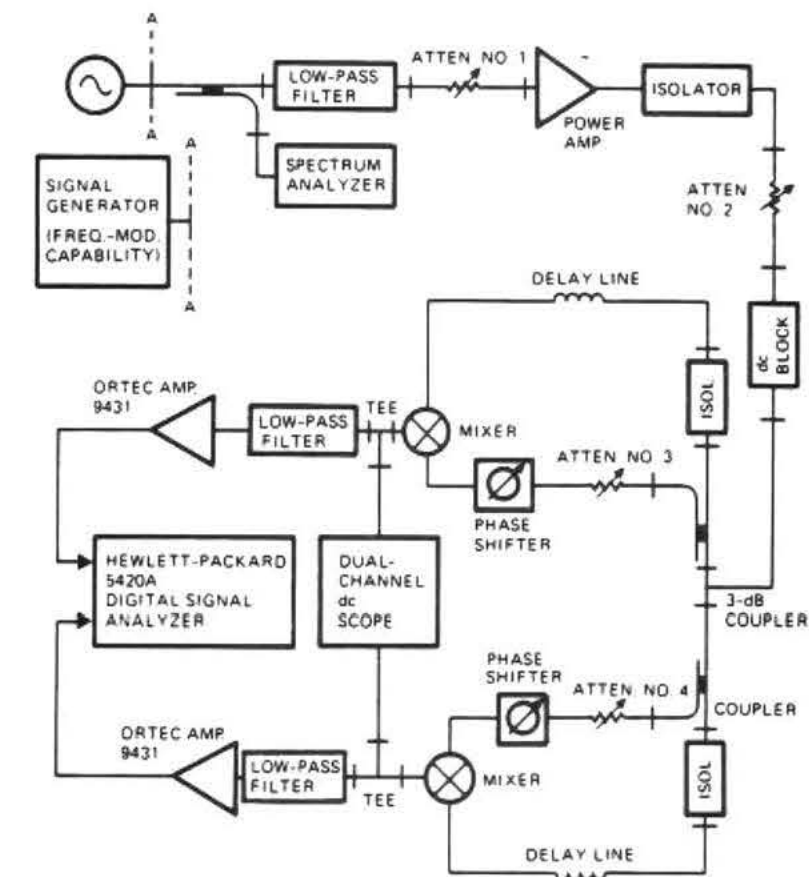 A
A
LOW-PASS
FILTER
ATTEN NO 1
POWER
AMP
ISOLATOR
SPECTRUM
ANALYZER
A
A
SIGNAL
GENERATOR
(FREQ.-MOD.
CAPABILITY)
ATTEN
NO. 2
DELAY LINE
dc
BLOCK
ISOL
ORTEC AMP.
9431
LOW-PASS
FILTER
TEE
MIXER
ATTEN NO 3
PHASE
SHIFTER
HEWLETT-PACKARD
5420A
DIGITAL SIGNAL
ANALYZER
DUAL-
CHANNEL
dc
SCOPE
3-dB
COUPLER
PHASE
SHIFTER
ATTEN NO. 4
COUPLER
ORTEC AMP.
9431
LOW-PASS
FILTER
TEE
MIXER
ISOL
DELAY LINE